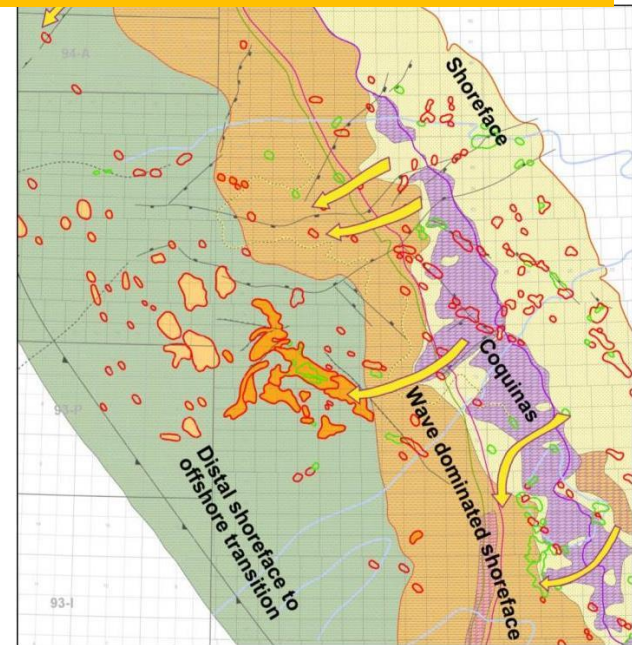 94-A
Shoreface
Coquinas
93-P
Wave dominated shoreface
Distal shoreface to
offshore transition
93-I